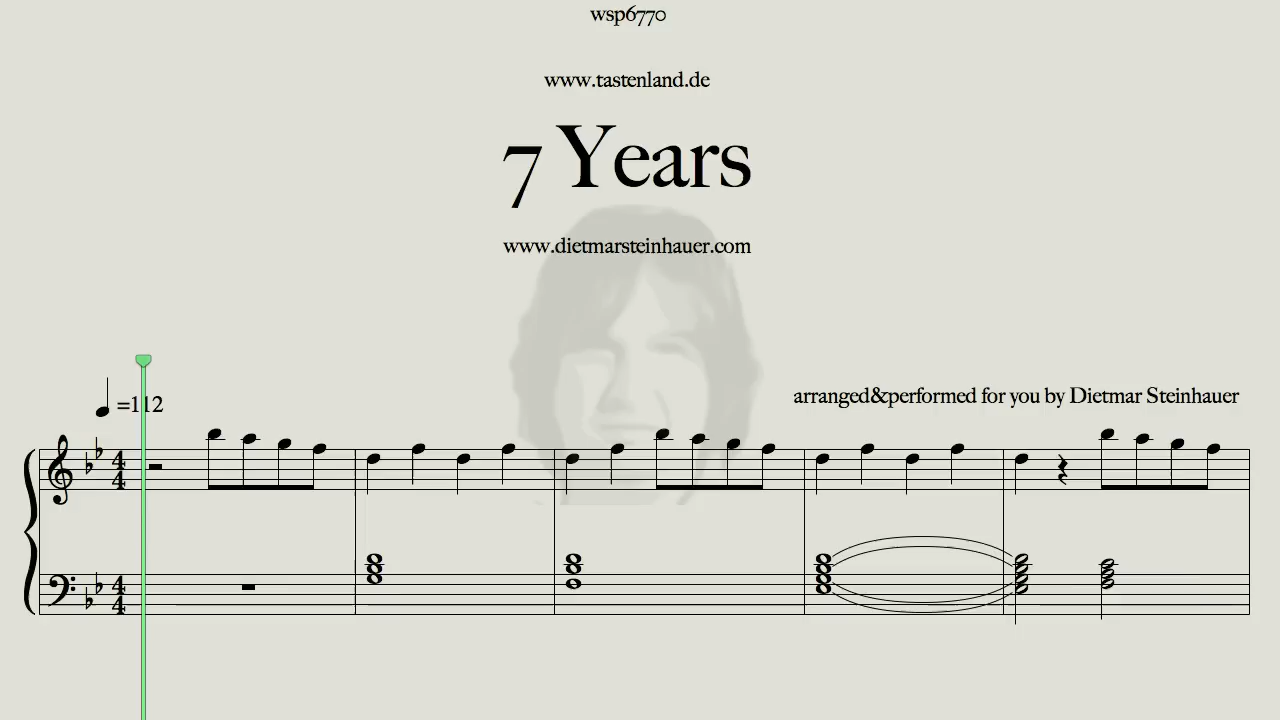 wsp6770
www.tastenland.de
7 Years
www.dietmarsteinhauer.com
arranged&performed for you by Dietmar Steinhauer
=112
4
4
4
4